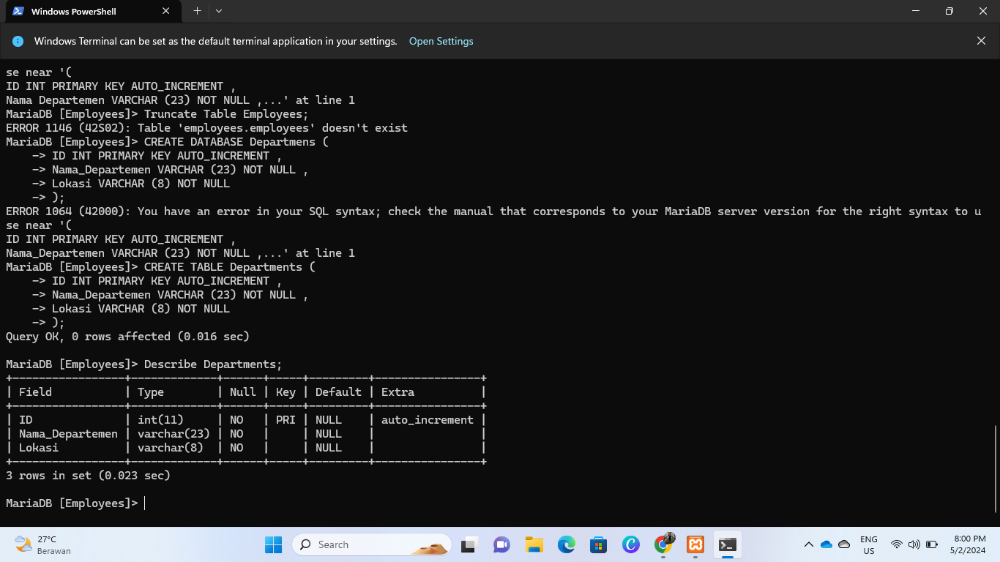 Windows PowerShell
Windows Terminal can be set as the default terminal application in your settings. Open Settings
se near '(
ID INT PRIMARY KEY AUTO_INCREMENT ,
Nama Departemen VARCHAR (23) NOT NULL ,...' at line 1
MariaDB [Employees]> Truncate Table Employees;
ERROR 1146 (42S02): Table 'employees.employees' doesn't exist
MariaDB [Employees]> CREATE DATABASE Departmens (
    -> ID INT PRIMARY KEY AUTO_INCREMENT ,
    -> Nama_Departemen VARCHAR (23) NOT NULL ,
    -> Lokasi VARCHAR (8) NOT NULL
    -> );
ERROR 1064 (42000): You have an error in your SQL syntax; check the manual that corresponds to your MariaDB server version for the right syntax to u
se near '(
ID INT PRIMARY KEY AUTO_INCREMENT ,
Nama_Departemen VARCHAR (23) NOT NULL ,...' at line 1
MariaDB [Employees]> CREATE TABLE Departments (
    -> ID INT PRIMARY KEY AUTO_INCREMENT ,
    -> Nama_Departemen VARCHAR (23) NOT NULL ,
    -> Lokasi VARCHAR (8) NOT NULL
    -> );
Query OK, 0 rows affected (0.016 sec)
MariaDB [Employees]> Describe Departments;
+-----------------+-------------+------+-----+---------+----------------+
| Field           | Type        | Null | Key | Default | Extra          |
+-----------------+-------------+------+-----+---------+----------------+
| ID              | int(11)     | NO   | PRI | NULL    | auto_increment |
| Nama_Departemen | varchar(23) | NO   |     | NULL    |                |
| Lokasi          | varchar(8)  | NO   |     | NULL    |                |
+-----------------+-------------+------+-----+---------+----------------+
3 rows in set (0.023 sec)
MariaDB [Employees]>
27°C
Berawan
Search
ENG
US
8:00 PM
5/2/2024